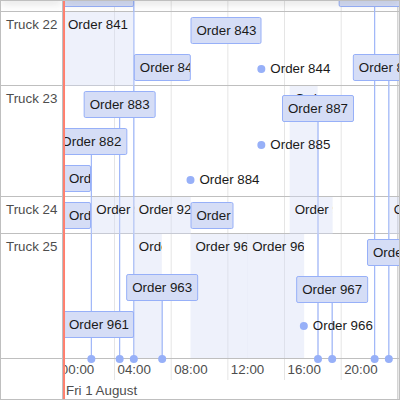 Truck 22
Order 841
Order 843
Order 84
Order 844
Order 8
Truck 23
Order 883
Order 887
Order 882
Order 885
Ord
Order 884
Truck 24
Ord
Order
Order 92
Order
Order
Truck 25
Ord
Order 96
Order 96
Orde
Order 963
Order 967
Order 961
Order 966
00:00
04:00
08:00
12:00
16:00
20:00
Fri 1 August